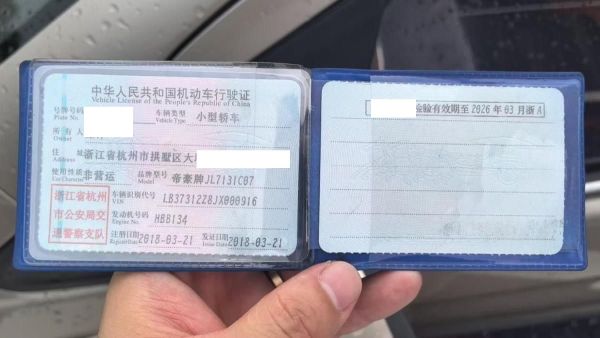 中华人民共和国机动车行驶证
Vehicle License of the People's Republic of China
号牌号码 车辆类型 小型轿车
Plate No. Vehicle Type
所有人
Owner
住址 浙江省杭州市拱墅区大
Address
使用性质 非营运 品牌型号 帝豪牌JL7131C07
Use Character Model
浙江省杭州
市公安局交
通警察支队
车辆识别代号 LB37312Z8JX000916
VIN
发动机号码 HBB134
Engine No.
注册日期 2018-03-21 发证日期 2018-03-21
Register Date Issue Date
检验有效期至2026年03月浙A